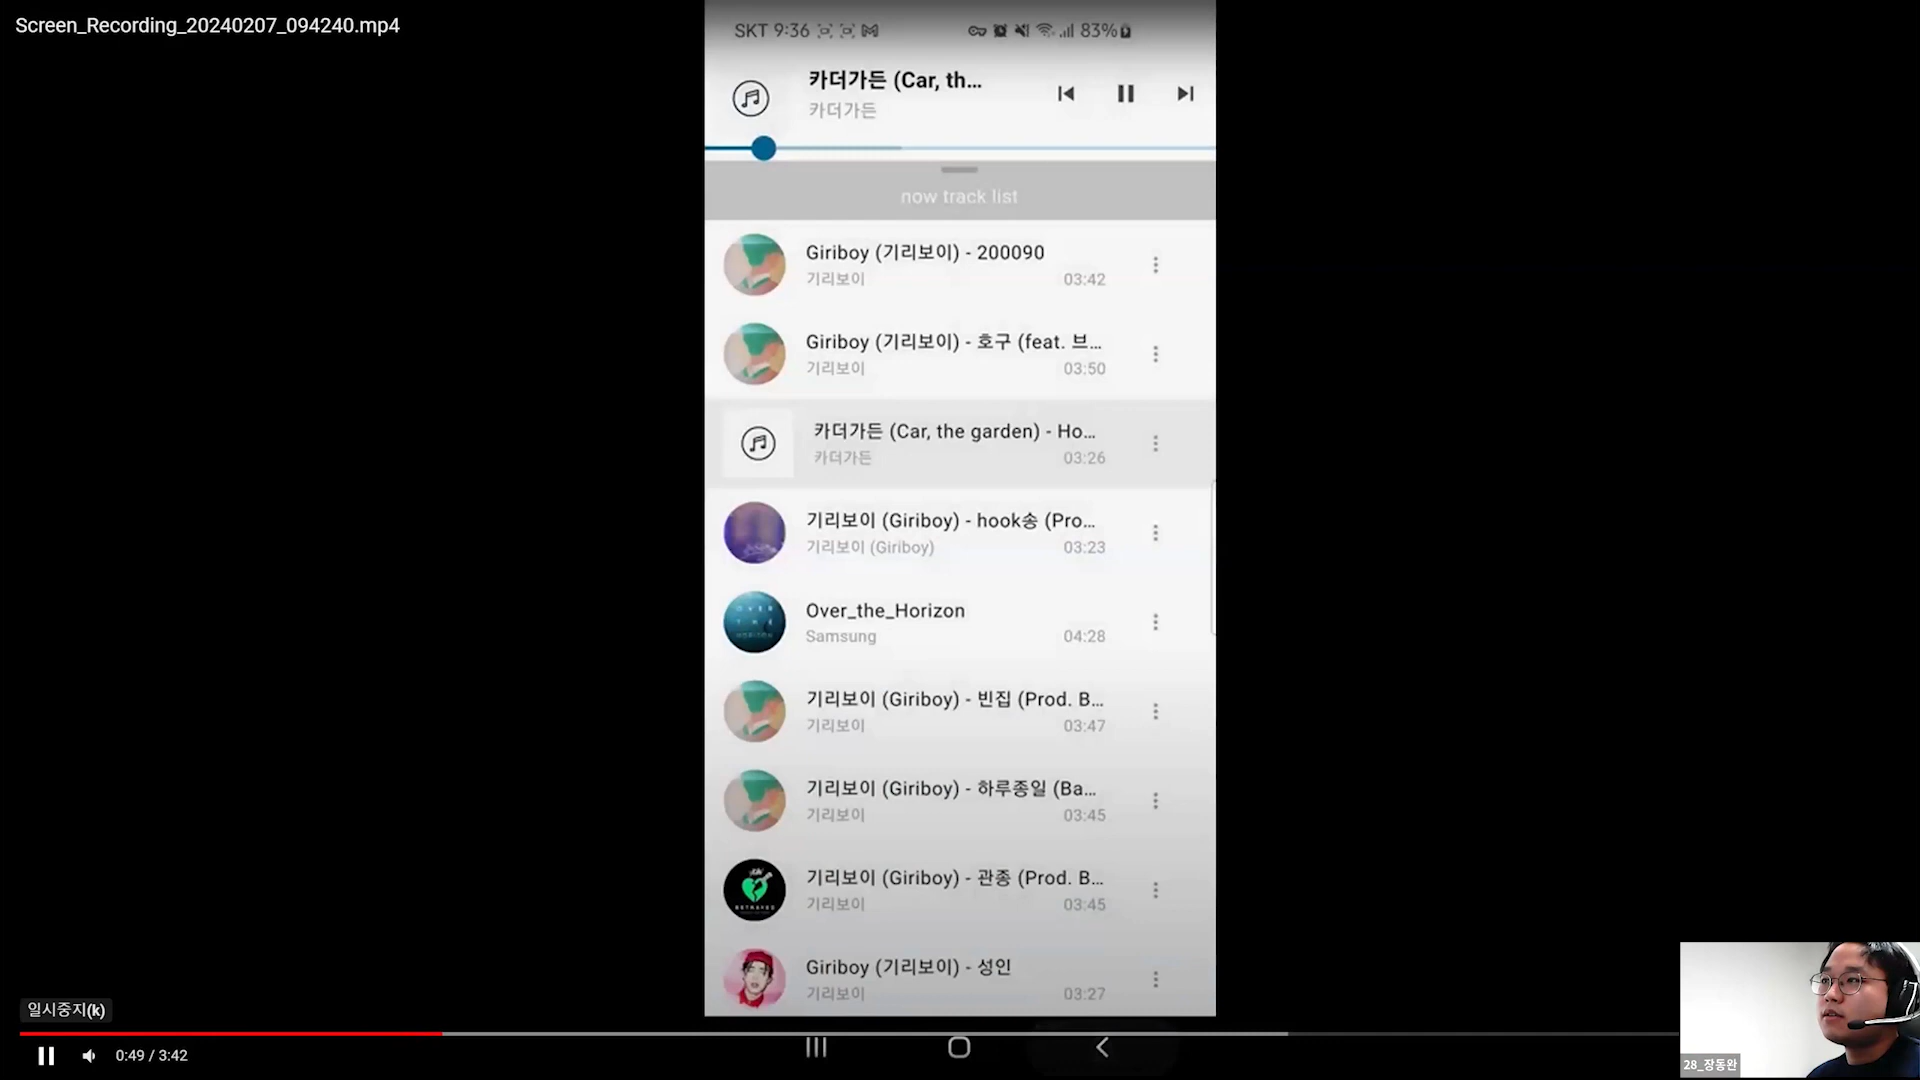 Screen_Recording_20240207_094240.mp4
SKT 9:36
83%
카더가든 (Car, th...
카더가든
now track list
Giriboy (기리보이) - 200090
기리보이
03:42
Giriboy (기리보이) - 호구 (feat. 브...
기리보이
03:50
카더가든 (Car, the garden) - Ho...
카더가든
03:26
기리보이 (Giriboy) - hook송 (Pro...
기리보이 (Giriboy)
03:23
OVER
THE
HORIZON
Over_the_Horizon
Samsung
04:28
기리보이 (Giriboy) - 빈집 (Prod. B...
기리보이
03:47
기리보이 (Giriboy) - 하루종일 (Ba...
기리보이
03:45
기리보이 (Giriboy) - 관종 (Prod. B...
기리보이
03:45
Giriboy (기리보이) - 성인
기리보이
03:27
일시중지(k)
0:49 / 3:42
28_장동완